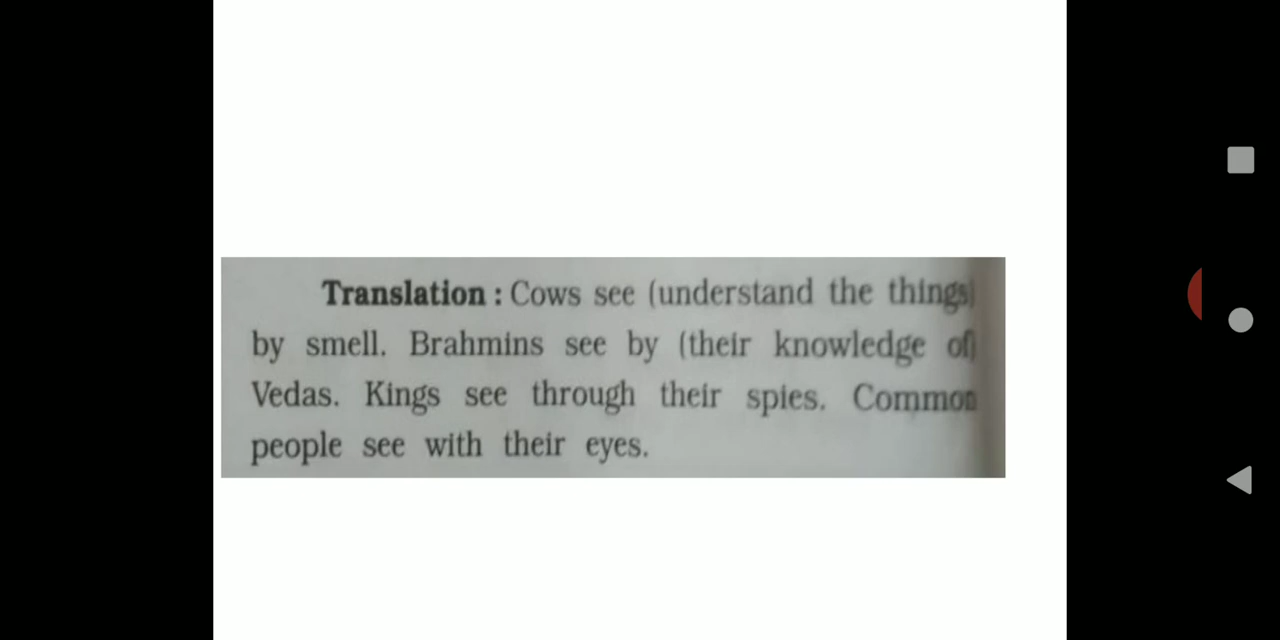 Translation : Cows see (understand the things)
by smell. Brahmins see by (their knowledge of)
Vedas. Kings see through their spies. Common
people see with their eyes.